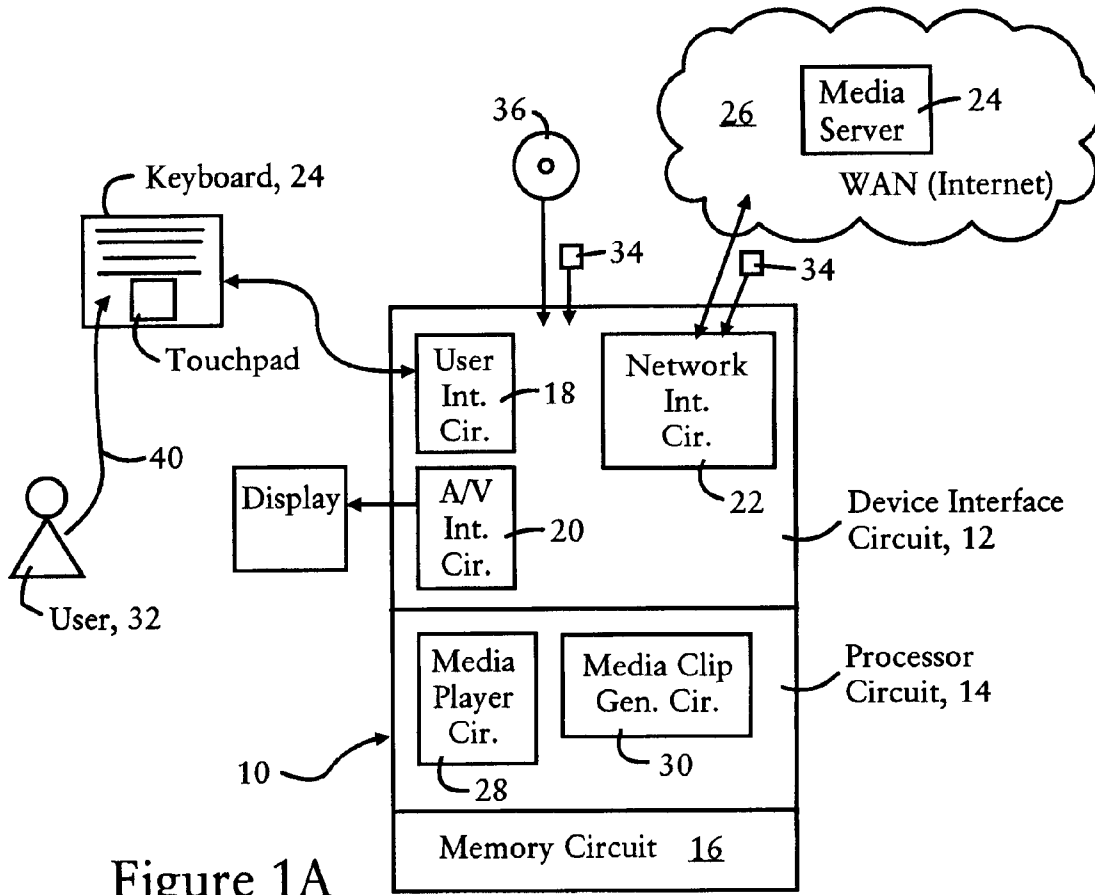 36
26
Media
Server
24
WAN (Internet)
Keyboard, 24
34
34
Touchpad
User
Int.
Cir.
18
Network
Int.
Cir.
22
40
Display
A/V
Int.
Cir.
20
Device Interface
Circuit, 12
User, 32
Media
Player
Cir.
28
Media Clip
Gen. Cir.
30
Processor
Circuit, 14
10
Memory Circuit 16
Figure 1A